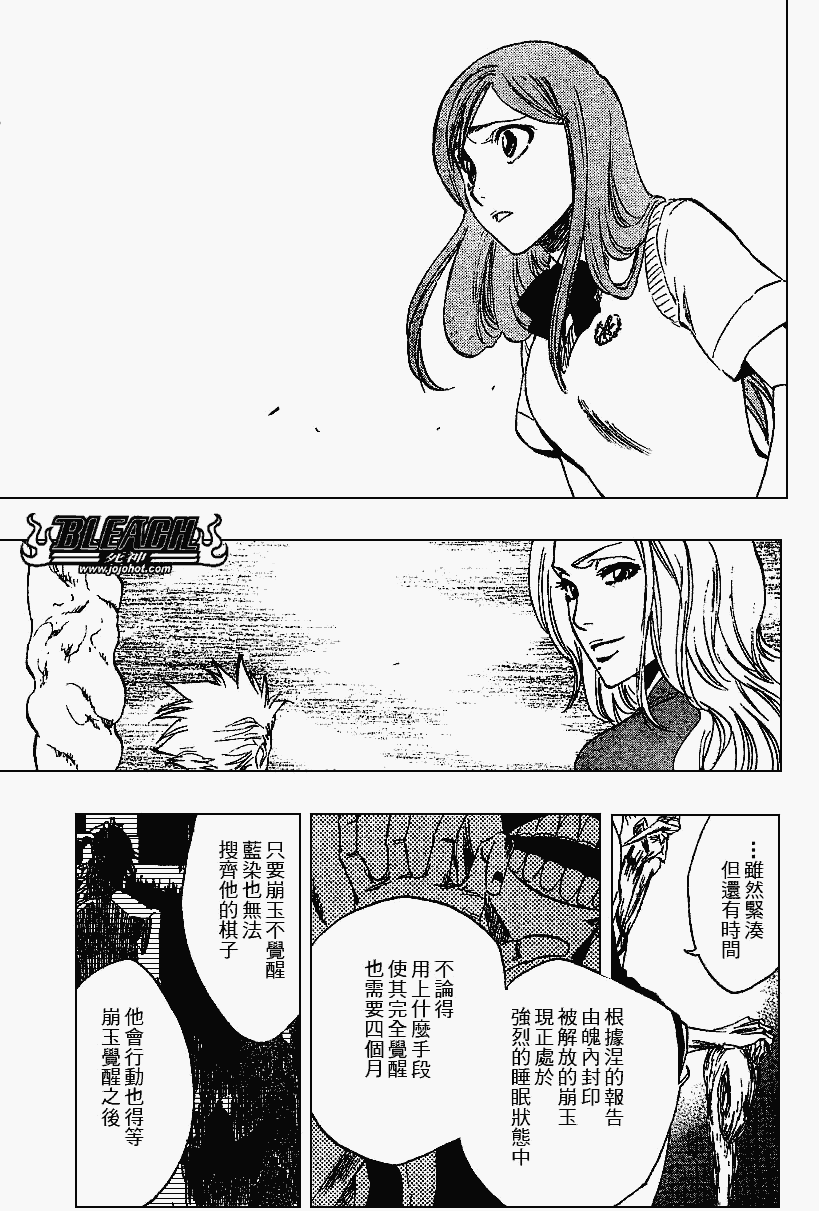 BLEACH
死神
www.jojohot.com
…雖然緊湊
但還有時間
根據涅的報告
由魄內封印
被解放的崩玉
現正處於
強烈的睡眠狀態中
不論得
用上什麼手段
使其完全覺醒
也需要四個月
只要崩玉不覺醒
藍染也無法
搜齊他的棋子
他會行動也得等
崩玉覺醒之後